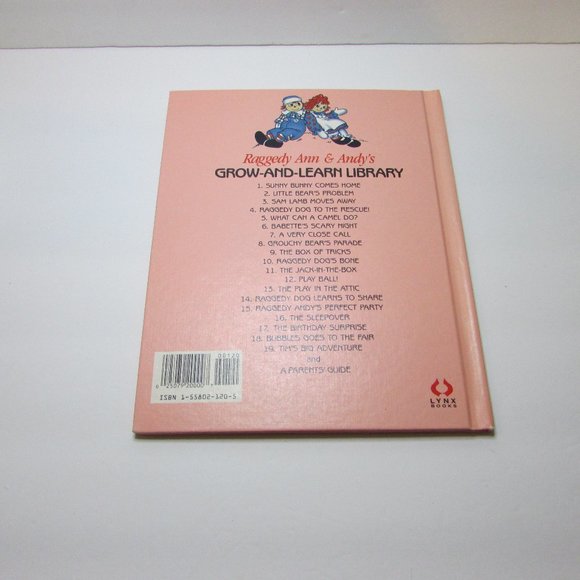 Raggedy Ann & Andy's
GROW-AND-LEARN LIBRARY
1. SUNNY BUNNY COMES HOME
2. LITTLE BEAR'S PROBLEM
3. SAM LAMB MOVES AWAY
4. RAGGEDY DOG TO THE RESCUE!
5. WHAT CAN A CAMEL DO?
6. BABETTE'S SCARY NIGHT
7. A VERY CLOSE CALL
8. GROUCHY BEAR'S PARADE
9. THE BOX OF TRICKS
10. RAGGEDY DOG'S BONE
11. THE JACK-IN-THE-BOX
12. PLAY BALL!
13. THE PLAY IN THE ATTIC
14. RAGGEDY DOG LEARNS TO SHARE
15. RAGGEDY ANDY'S PERFECT PARTY
16. THE SLEEPOVER
17. THE BIRTHDAY SURPRISE
18. BUBBLES GOES TO THE FAIR
19. TIM'S BIG ADVENTURE
and
A PARENTS' GUIDE
00120
0 25079 20000
ISBN 1-55802-120-5
LYNX
BOOKS